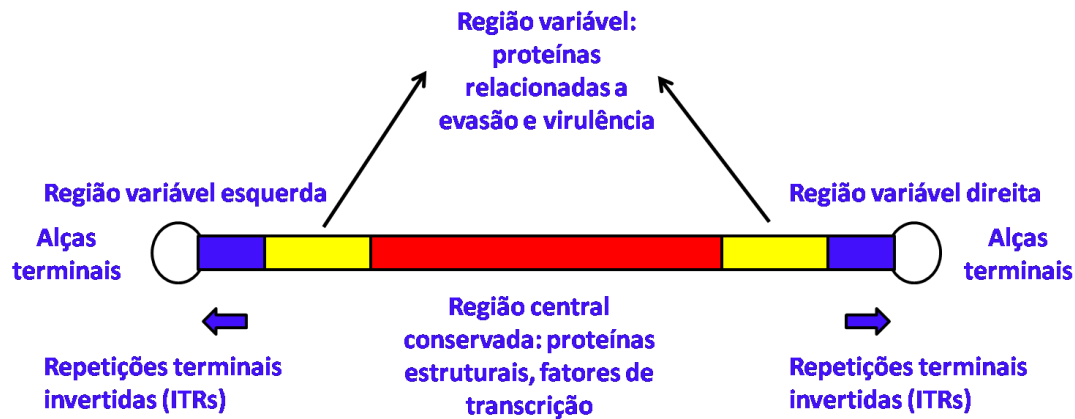 Região variável:
proteínas
relacionadas a
evasão e virulência
Região variável esquerda
Região variável direita
Alças
terminais
Alças
terminais
Região central
conservada: proteínas
estruturais, fatores de
transcrição
Repetições terminais
invertidas (ITRs)
Repetições terminais
invertidas (ITRs)